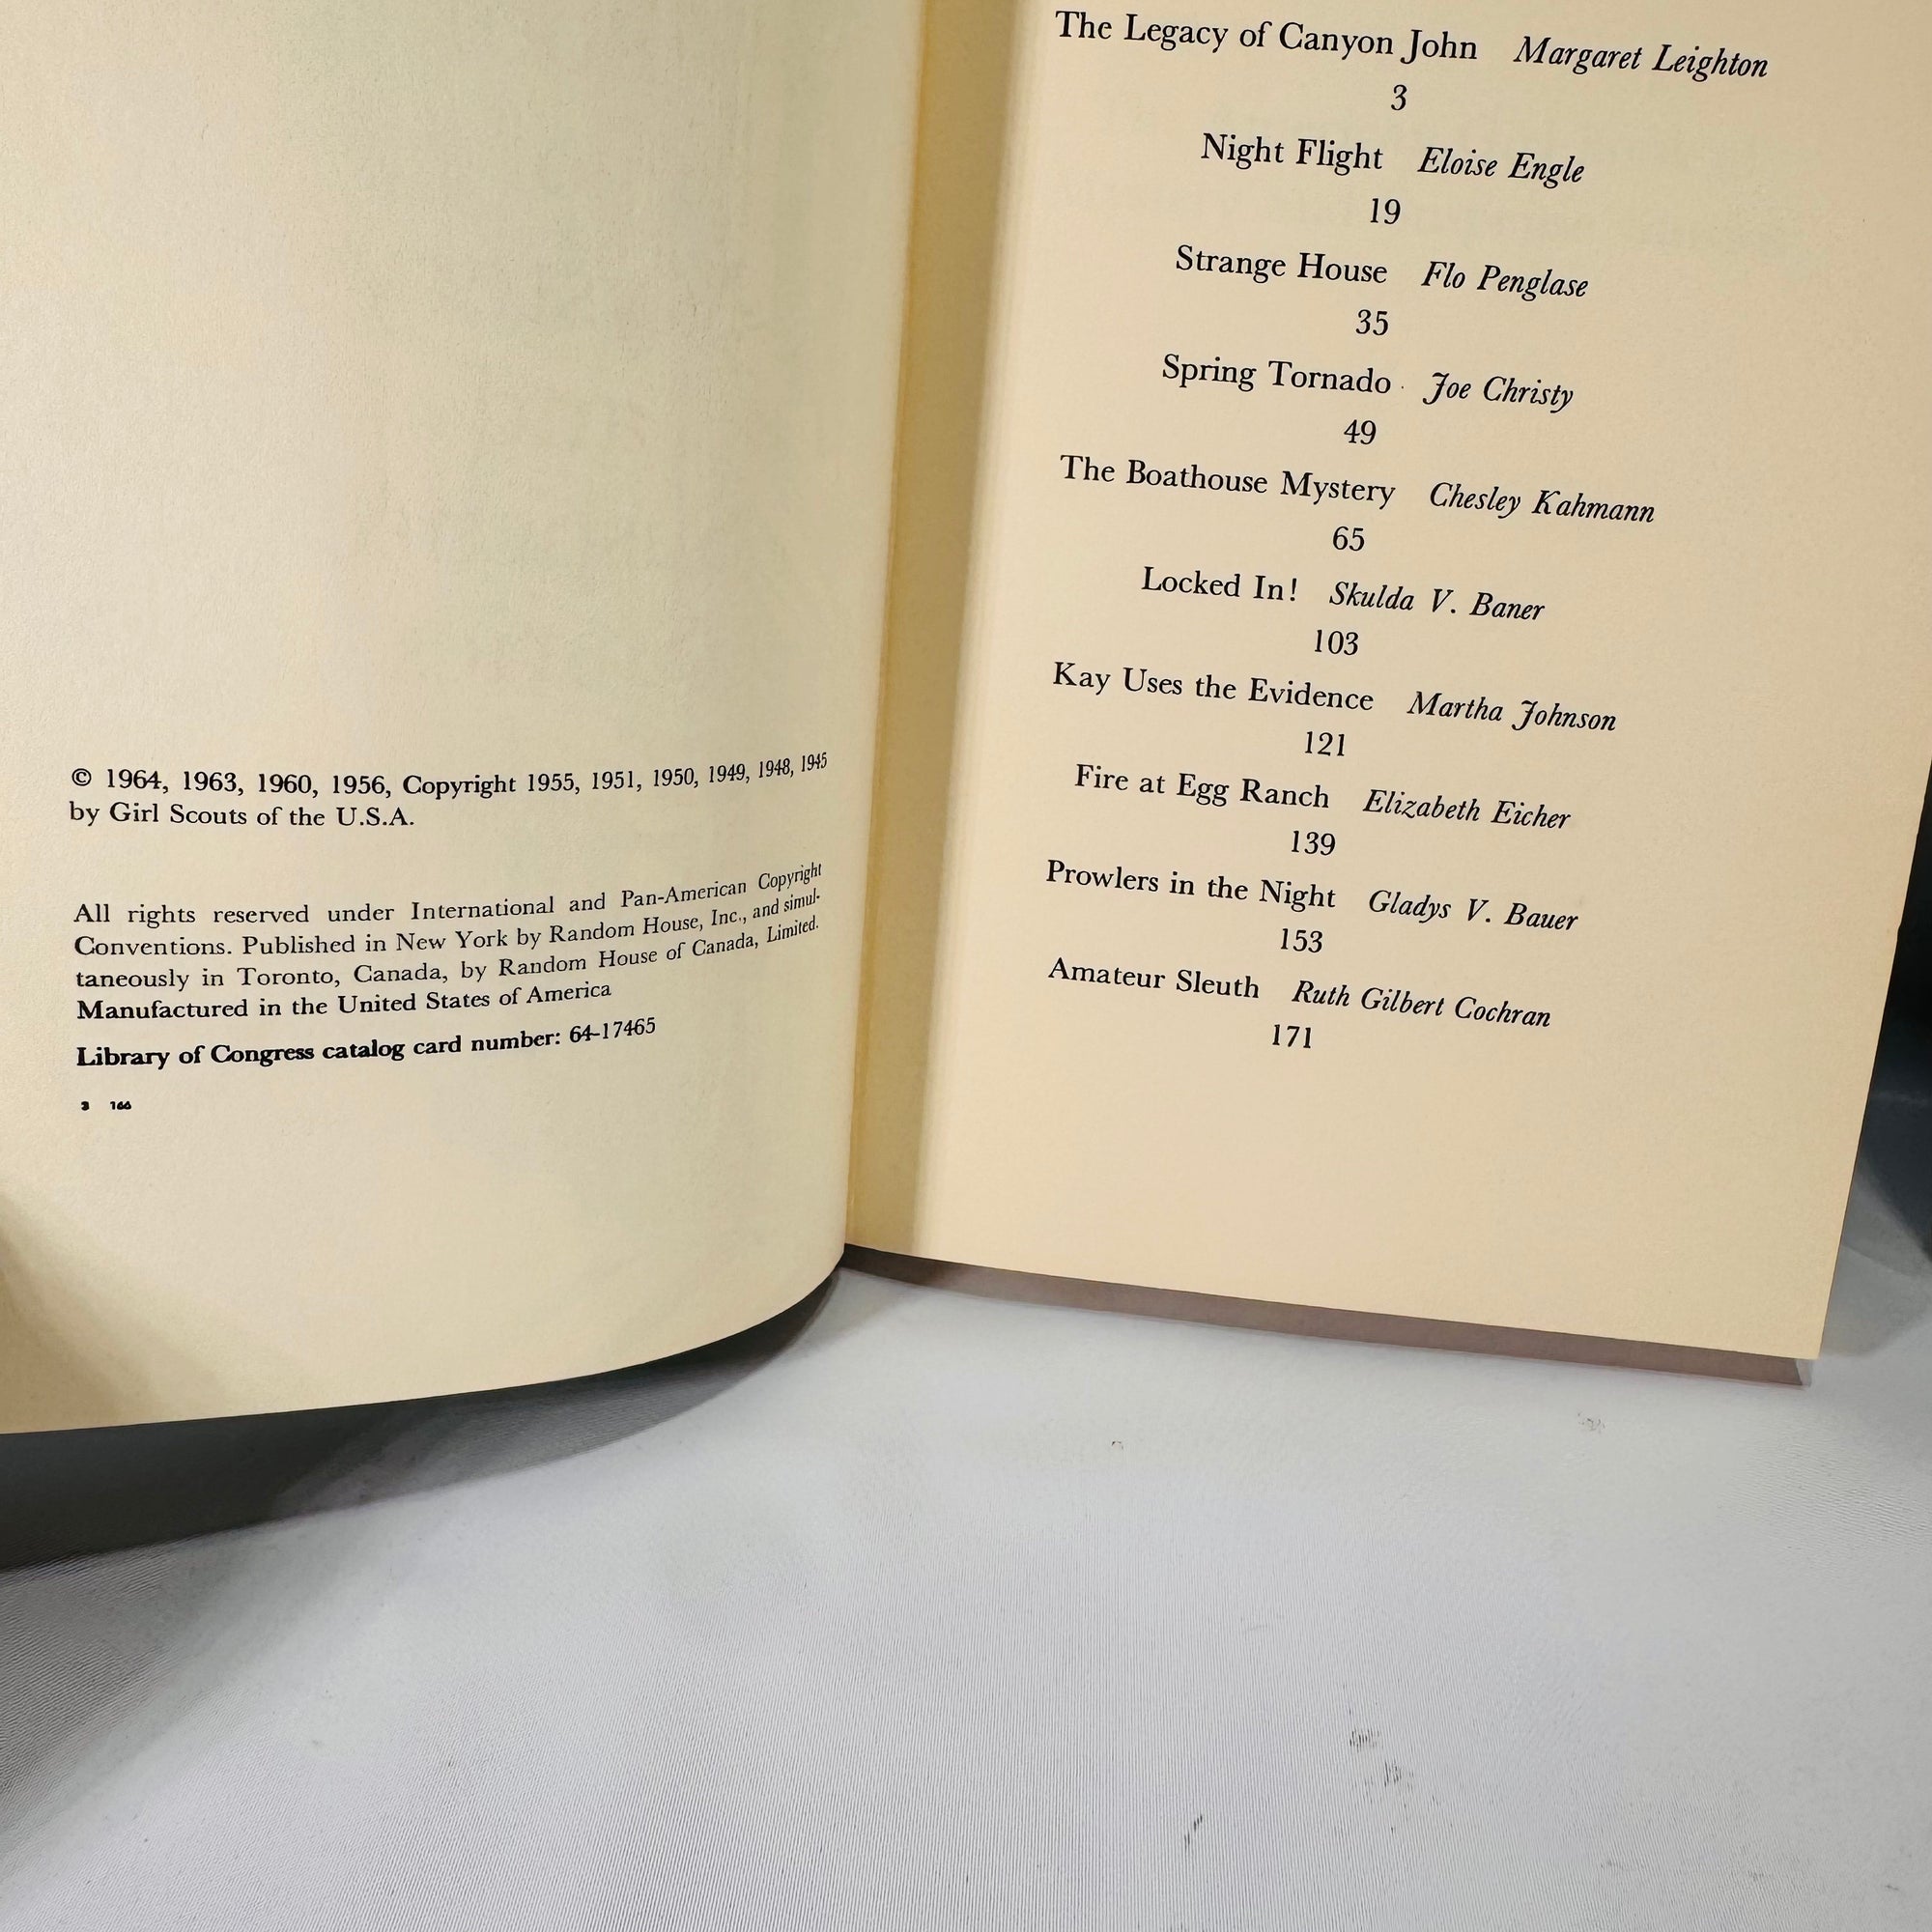 © 1964, 1963, 1960, 1956, Copyright 1955, 1951, 1950, 1949, 1948, 1945
by Girl Scouts of the U.S.A.
All rights reserved under International and Pan-American Copyright
Conventions. Published in New York by Random House, Inc., and simul-
taneously in Toronto, Canada, by Random House of Canada, Limited.
Manufactured in the United States of America
Library of Congress catalog card number: 64-17465
3 166
The Legacy of Canyon John Margaret Leighton
3
Night Flight Eloise Engle
19
Strange House Flo Penglase
35
Spring Tornado Joe Christy
49
The Boathouse Mystery Chesley Kahmann
65
Locked In! Skulda V. Baner
103
Kay Uses the Evidence Martha Johnson
121
Fire at Egg Ranch Elizabeth Eicher
139
Prowlers in the Night Gladys V. Bauer
153
Amateur Sleuth Ruth Gilbert Cochran
171